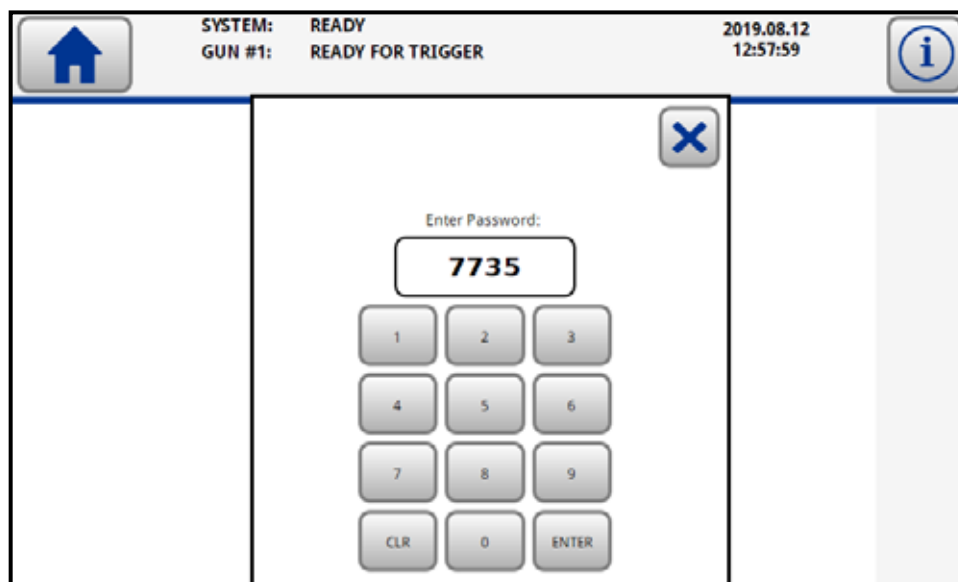 SYSTEM: READY
GUN #1: READY FOR TRIGGER
2019.08.12
12:57:59
i
Enter Password:
7735
1 2 3
4 5 6
7 8 9
CLR 0 ENTER